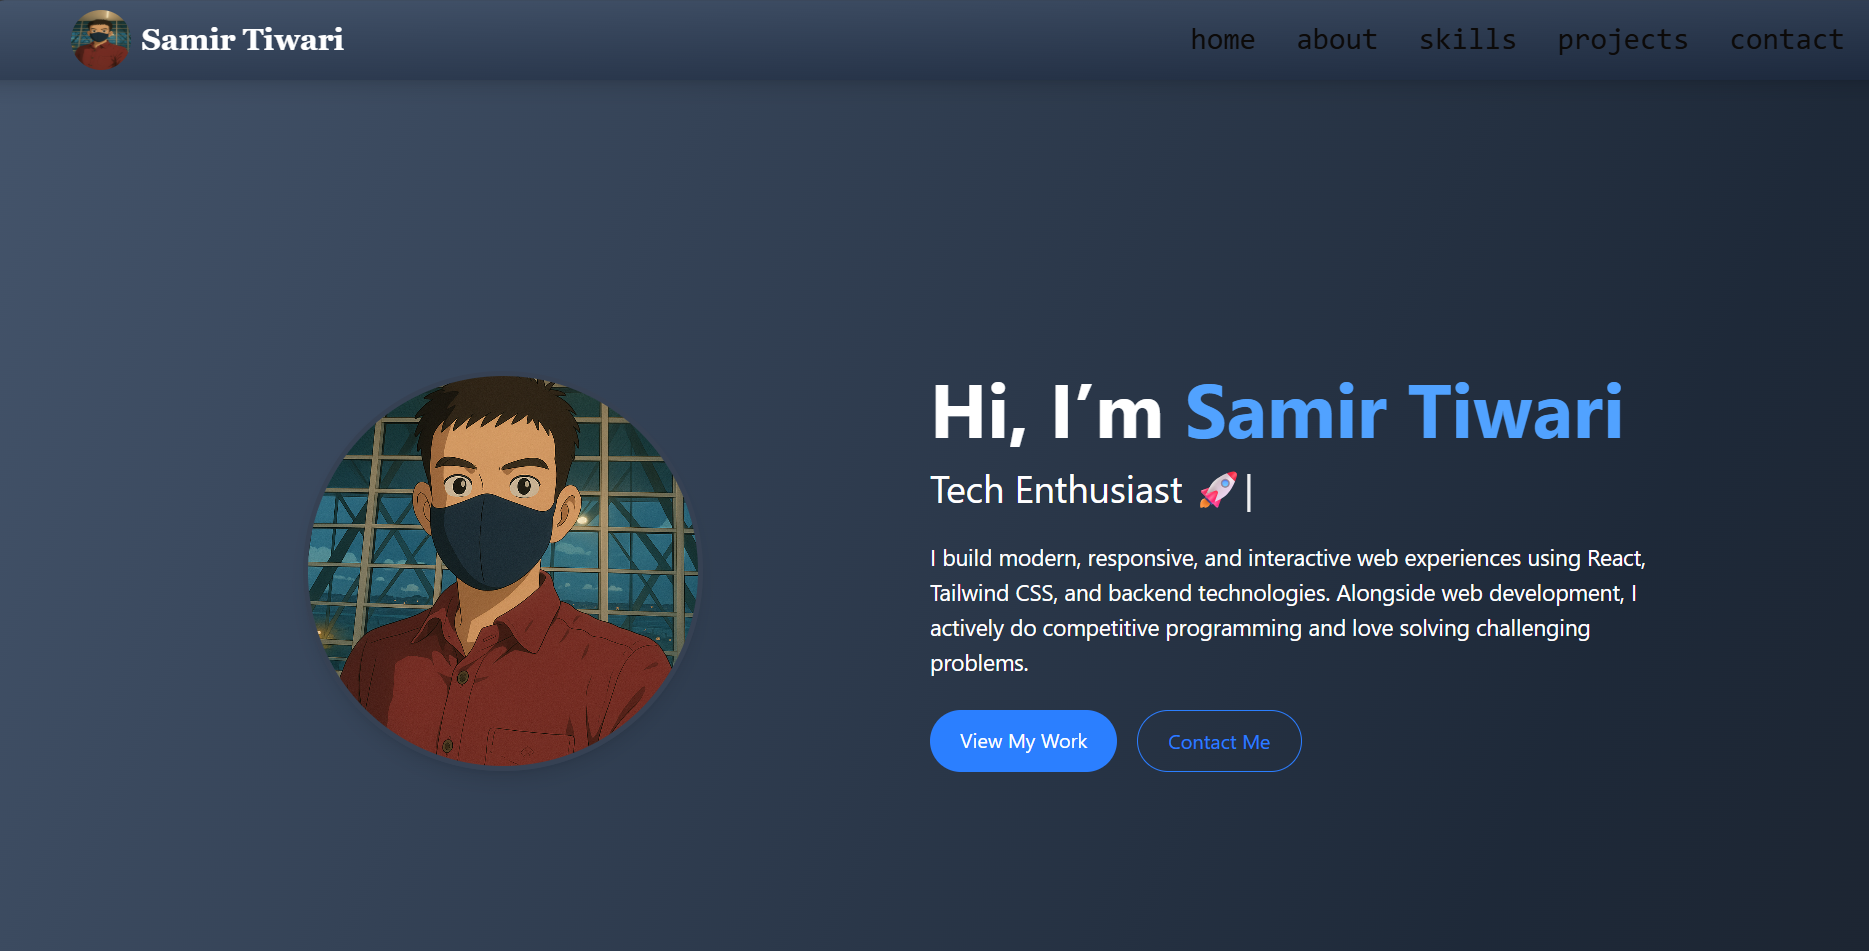 Samir Tiwari
home about skills projects contact
Hi, I’m Samir Tiwari
Tech Enthusiast 🚀|
I build modern, responsive, and interactive web experiences using React,
Tailwind CSS, and backend technologies. Alongside web development, I
actively do competitive programming and love solving challenging
problems.
View My Work
Contact Me